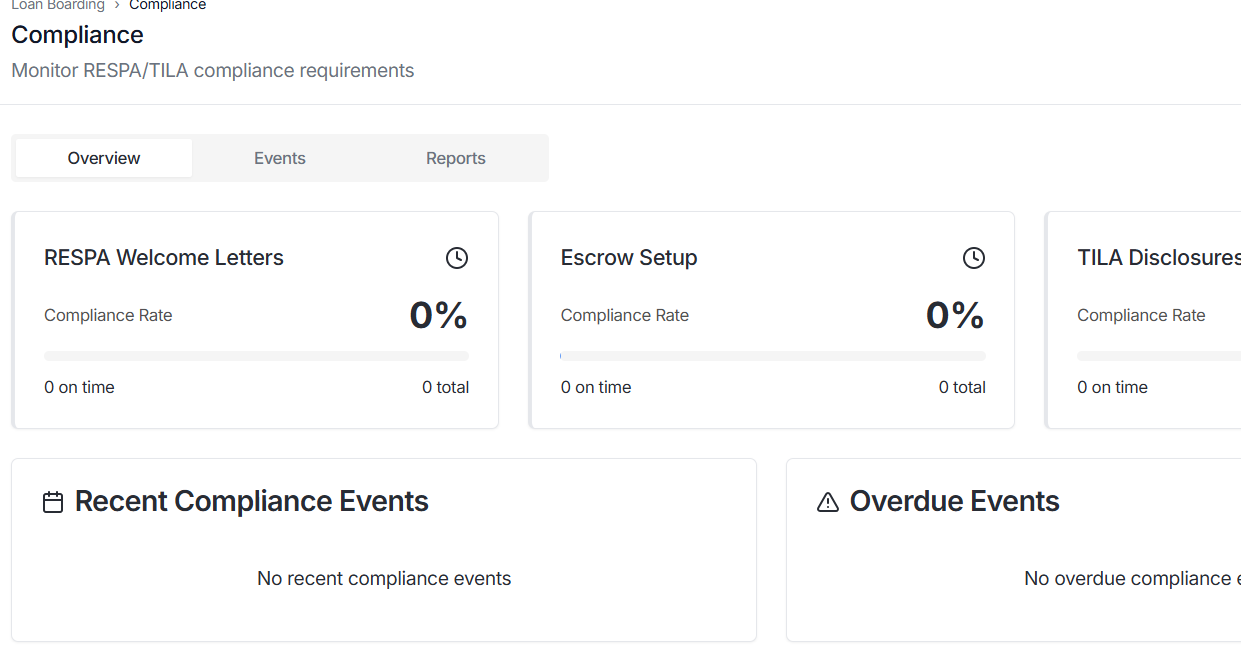 Loan Boarding › Compliance
Compliance
Monitor RESPA/TILA compliance requirements
Overview Events Reports
RESPA Welcome Letters
Compliance Rate 0%
0 on time 0 total
Escrow Setup
Compliance Rate 0%
0 on time 0 total
TILA Disclosures
Compliance Rate
0 on time
Recent Compliance Events
No recent compliance events
Overdue Events
No overdue compliance